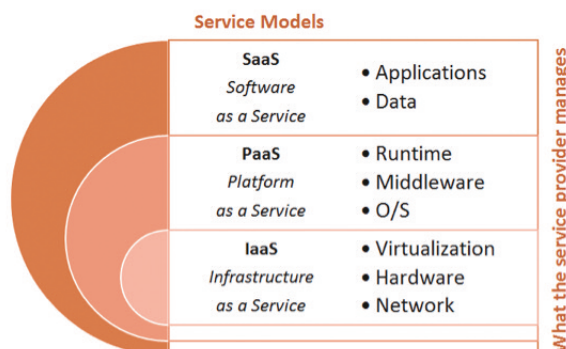 Service Models
SaaS
Software
as a Service
• Applications
• Data
PaaS
Platform
as a Service
• Runtime
• Middleware
• O/S
IaaS
Infrastructure
as a Service
• Virtualization
• Hardware
• Network
What the service provider manages